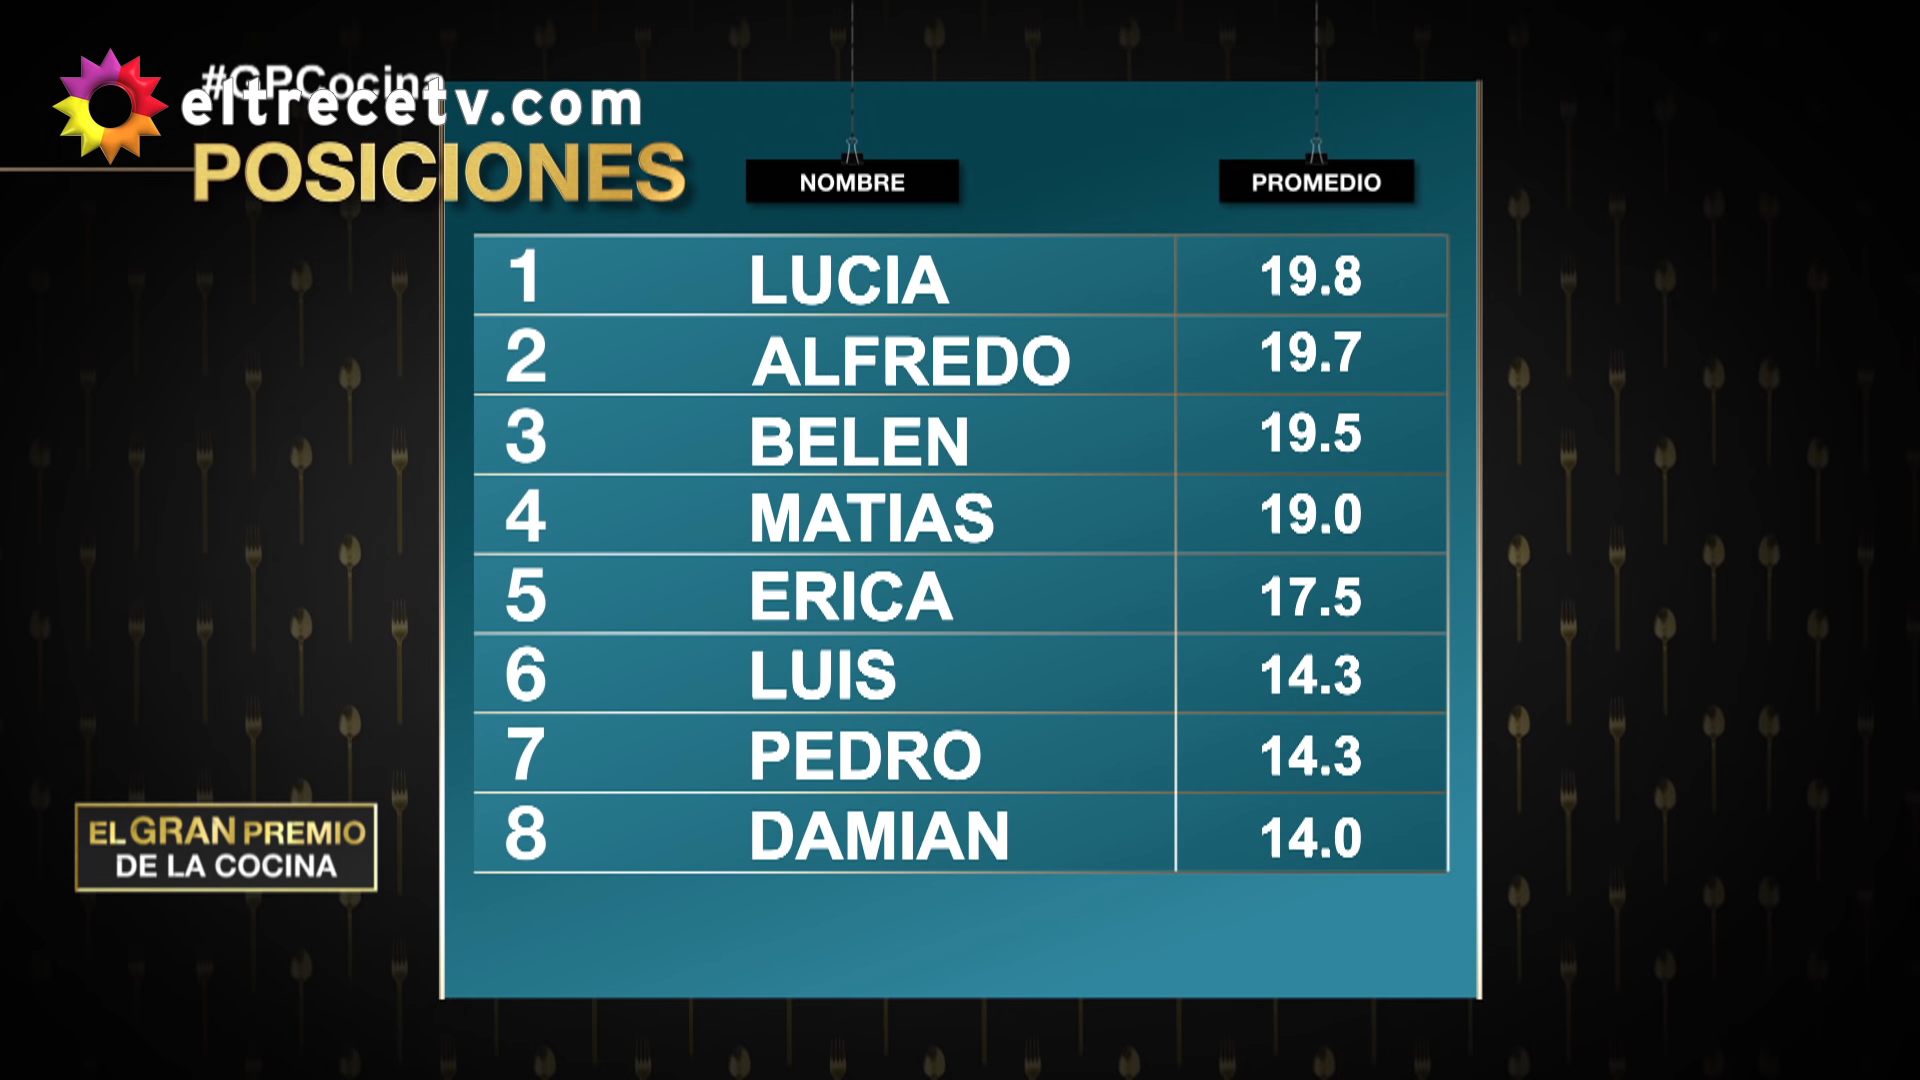 #GPCocina
eltrecetv.com
POSICIONES
NOMBRE PROMEDIO
1 LUCIA 19.8
2 ALFREDO 19.7
3 BELEN 19.5
4 MATIAS 19.0
5 ERICA 17.5
6 LUIS 14.3
7 PEDRO 14.3
8 DAMIAN 14.0
EL GRAN PREMIO
DE LA COCINA